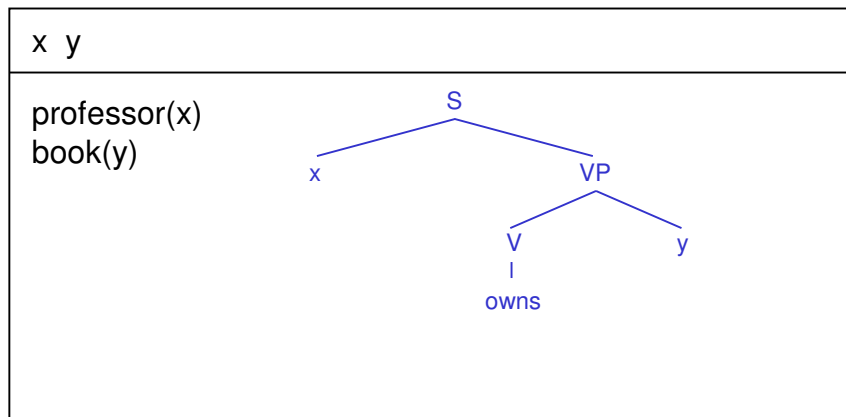 x y
professor(x)
book(y)
S
x VP
V y
owns